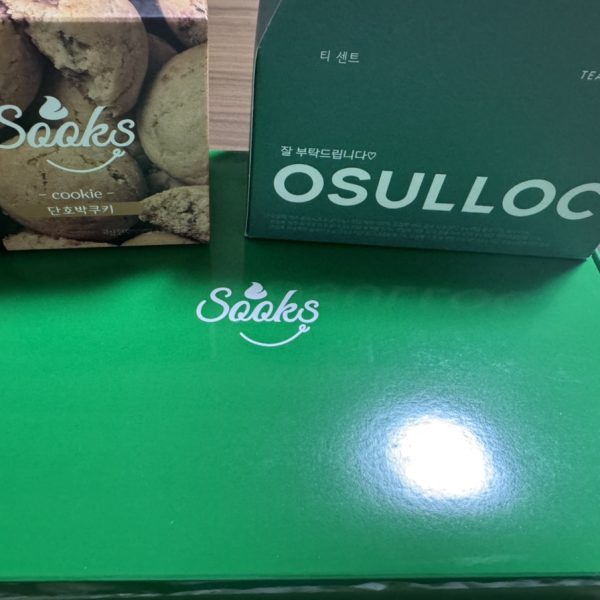 Sooks
- cookie -
단호박쿠키
티 센트
TEA
잘 부탁드립니다♡
OSULLOC
Sooks